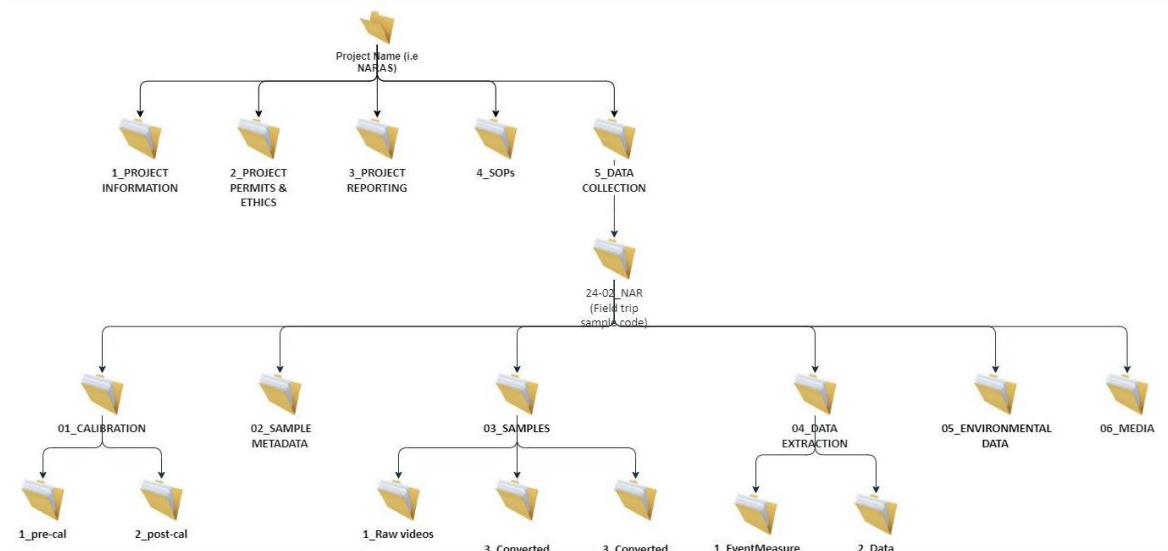 Project Name (i.e
NARAS)
1_PROJECT
INFORMATION
2_PROJECT
PERMITS &
ETHICS
3_PROJECT
REPORTING
4_SOPs
5_DATA
COLLECTION
24-02_NAR
(Field trip
sample code)
01_CALIBRATION
02_SAMPLE
METADATA
03_SAMPLES
04_DATA
EXTRACTION
05_ENVIRONMENTAL
DATA
06_MEDIA
1_pre-cal
2_post-cal
1_Raw videos
3_Converted
3_Converted
1_EventMeasure
2_Data